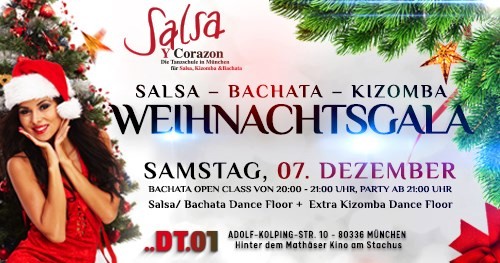 Salsa
Y Corazon
Die Tanzschule in München
für Salsa, Kizomba &Bachata
SALSA – BACHATA – KIZOMBA
WEIHNACHTSGALA
SAMSTAG, 07. DEZEMBER
BACHATA OPEN CLASS VON 20:00 - 21:00 UHR, PARTY AB 21:00 UHR
Salsa/ Bachata Dance Floor + Extra Kizomba Dance Floor
..DT.01
ADOLF-KOLPING-STR. 10 - 80336 MÜNCHEN
Hinter dem Mathäser Kino am Stachus